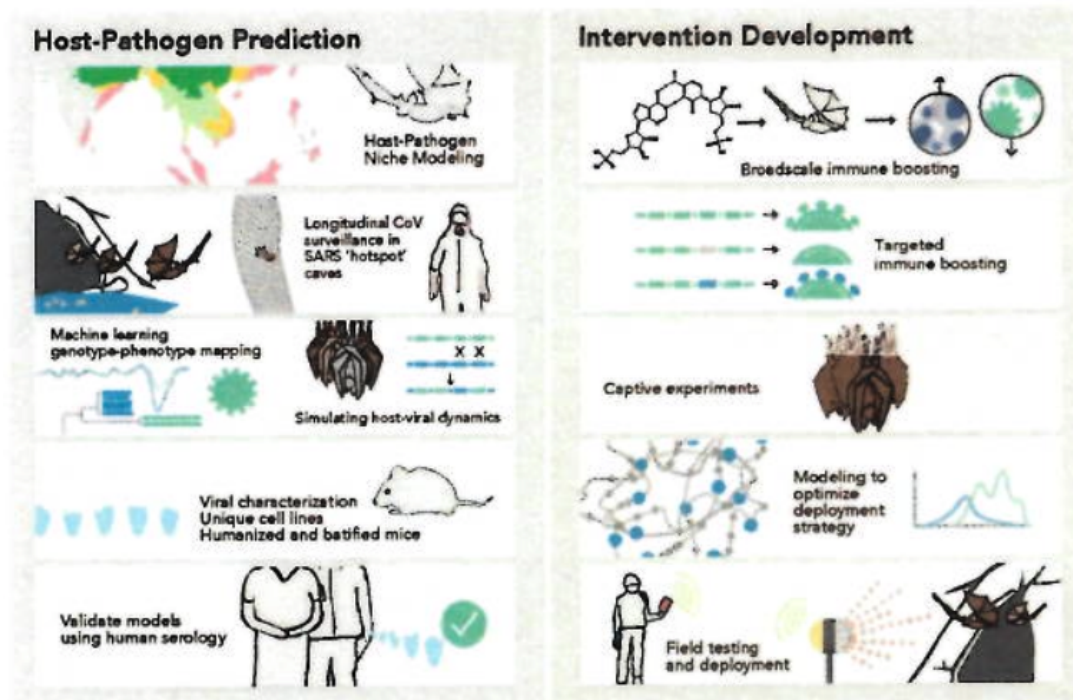 Host-Pathogen Prediction
Host-Pathogen
Niche Modeling
Longitudinal CoV
surveillance in
SARS 'hotspot'
caves
Machine learning
genotype-phenotype mapping
X X
Simulating host-viral dynamics
Viral characterization
Unique cell lines
Humanized and batified mice
Validate models
using human serology
Intervention Development
Broadscale immune boosting
Targeted
immune boosting
Captive experiments
Modeling to
optimize
deployment
strategy
Field testing
and deployment